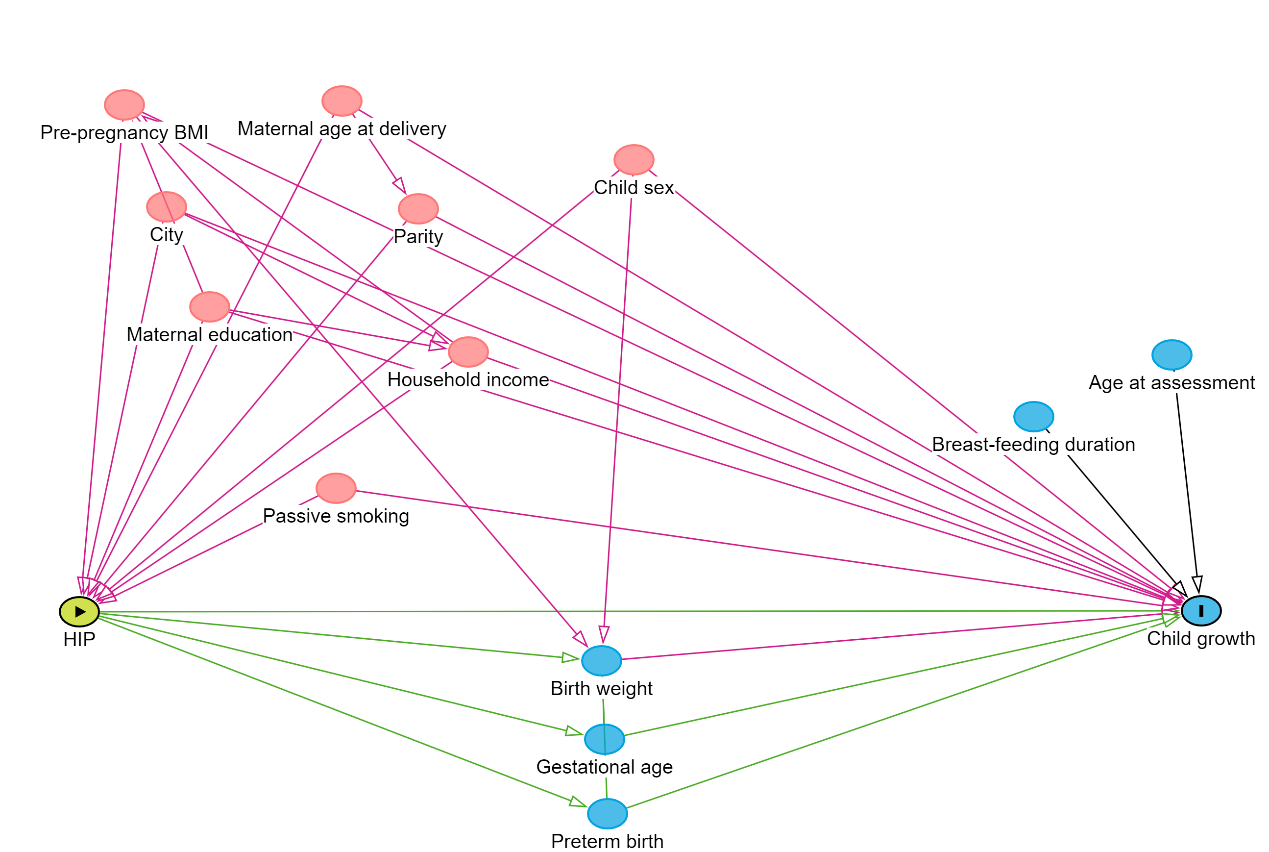 Pre-pregnancy BMI
Maternal age at delivery
Child sex
City
Parity
Maternal education
Household income
Age at assessment
Breast-feeding duration
Passive smoking
HIP
Child growth
Birth weight
Gestational age
Preterm birth